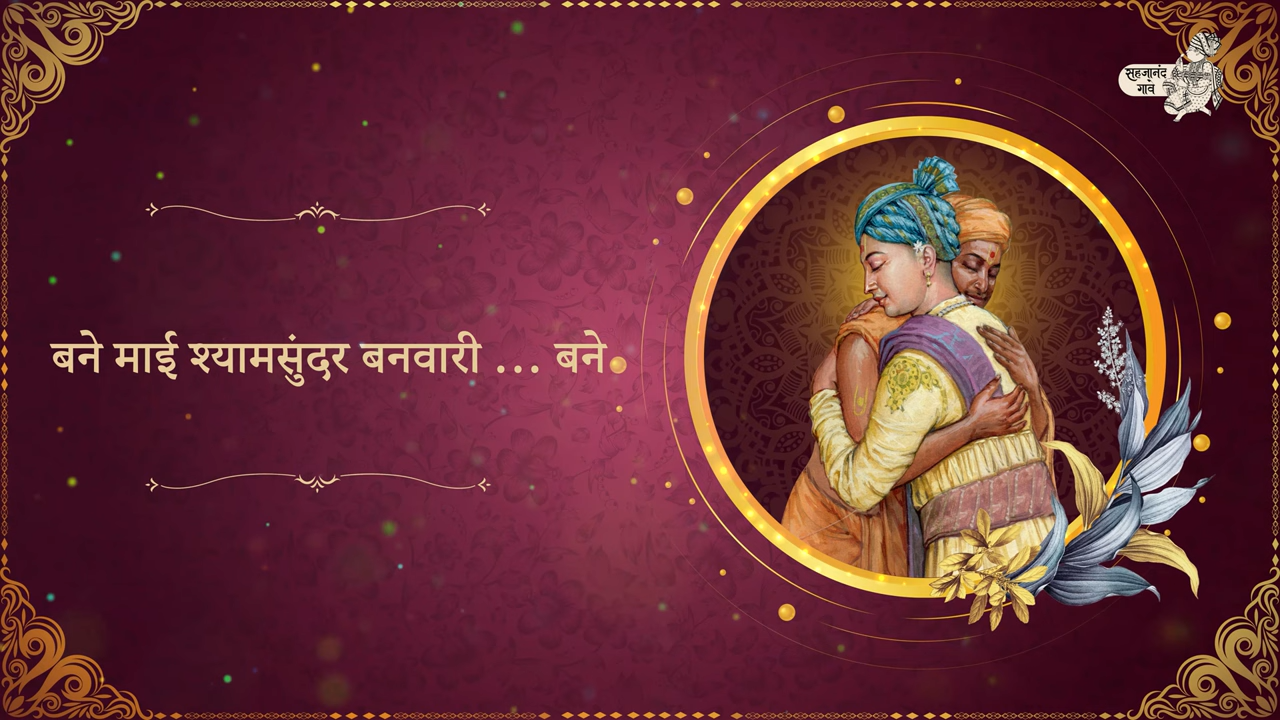 सहजानंद
गावे
बने माई श्यामसुंदर बनवारी ... बने